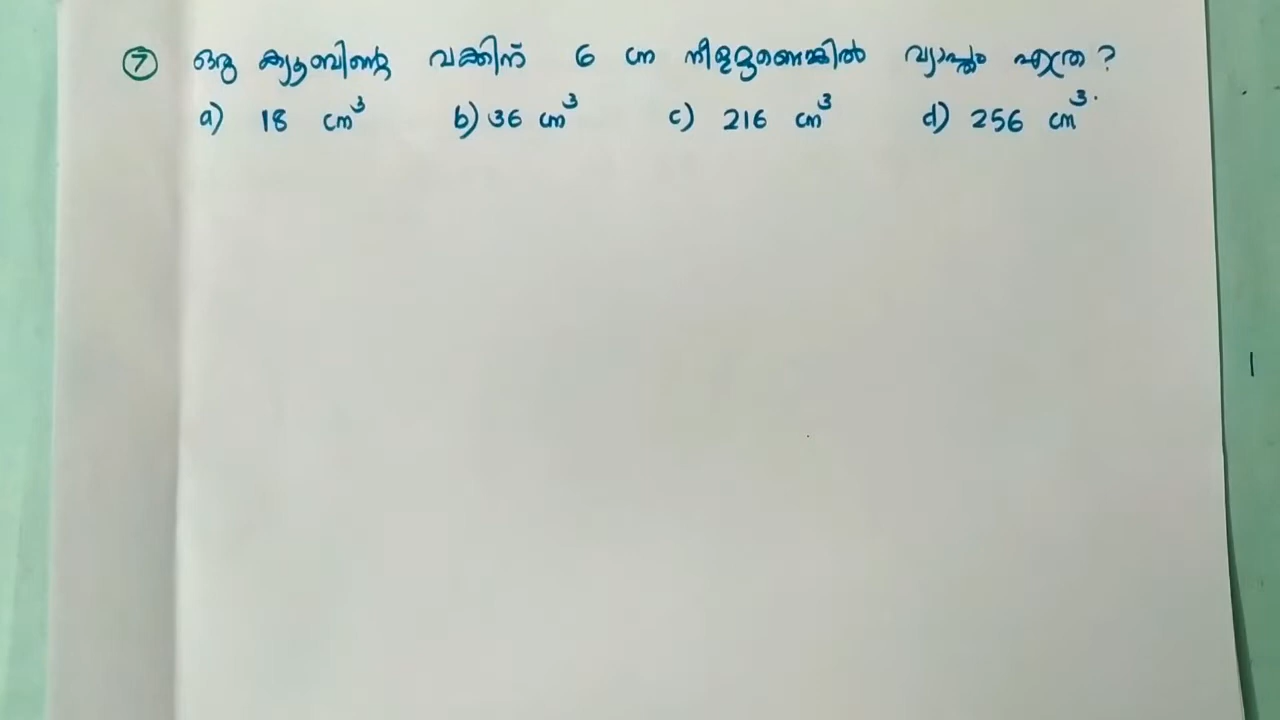 7 ഒരു ക്യൂബിന്റെ വക്കിന് 6 cm നീളമുണ്ടെങ്കിൽ വ്യാപ്തം എത്ര ?
a) 18 cm³ b) 36 cm³ c) 216 cm³ d) 256 cm³.